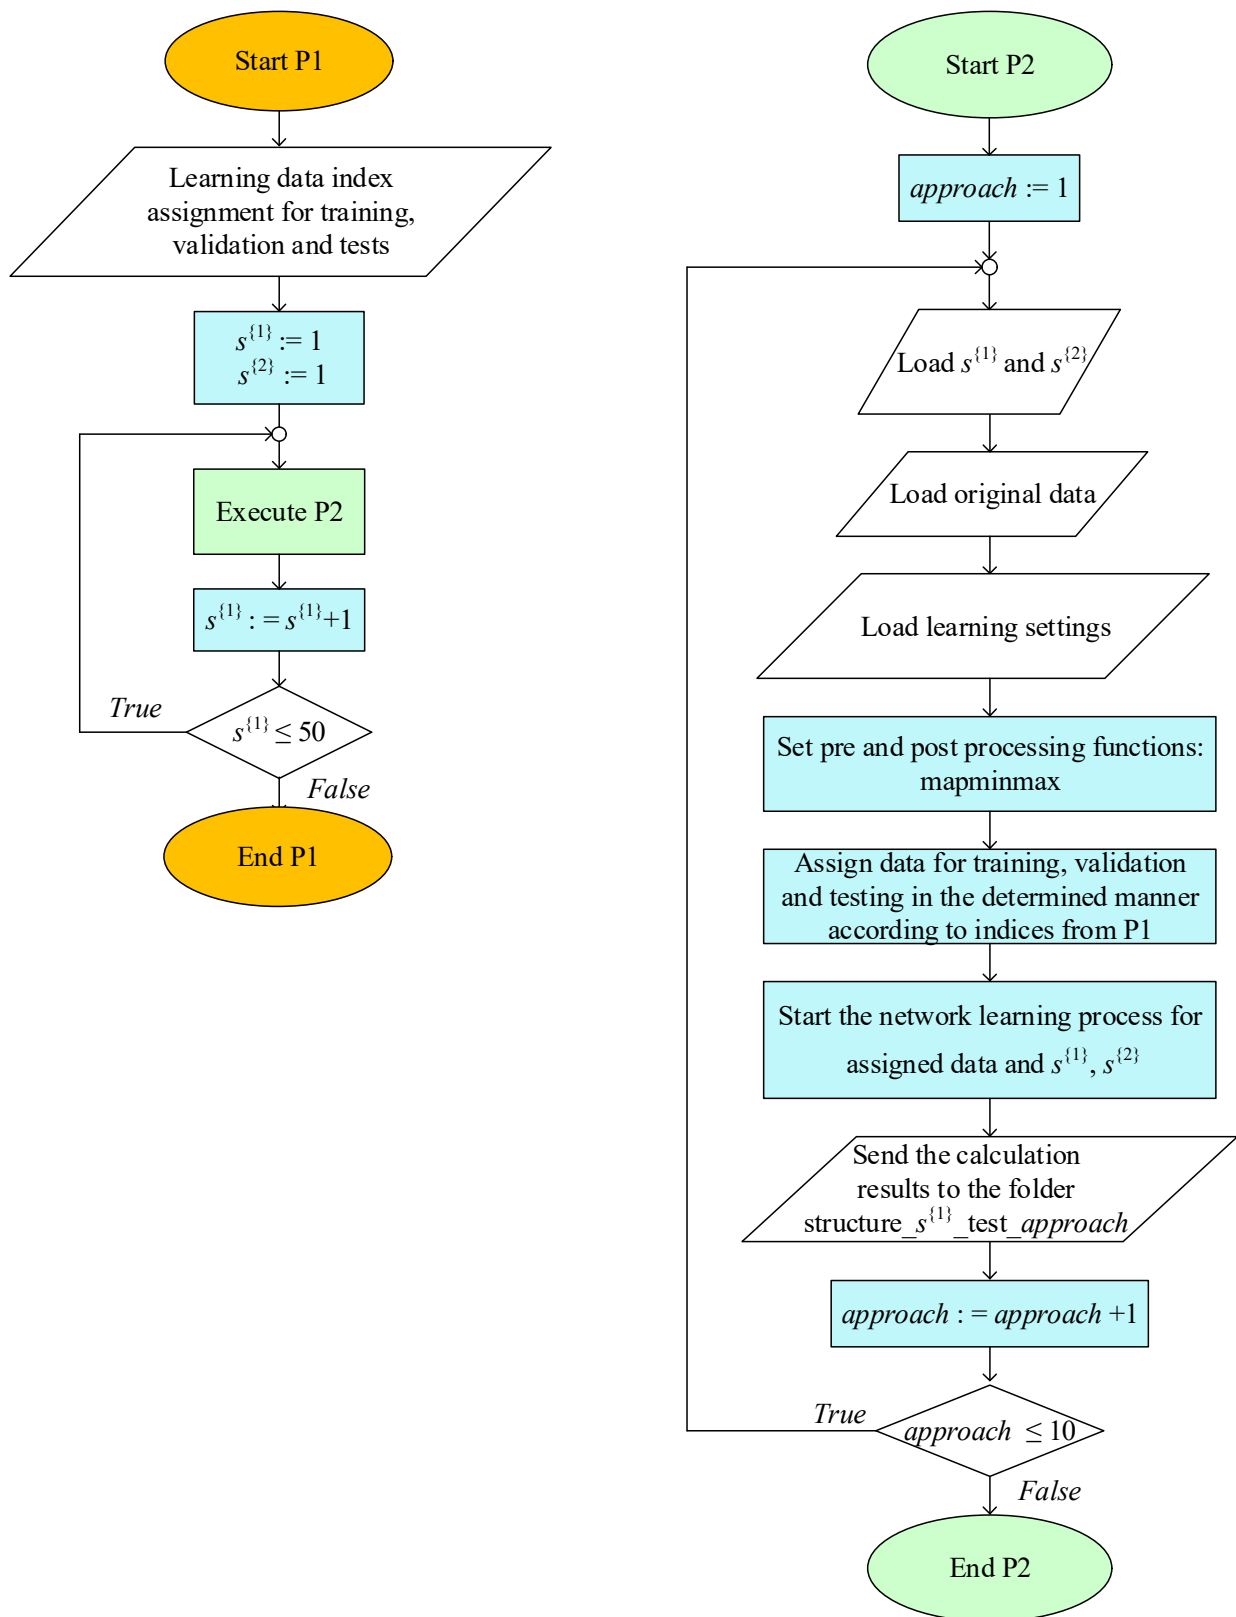 Start P1
Learning data index
assignment for training,
validation and tests
s^{1} := 1
s^{2} := 1
Execute P2
s^{1} : = s^{1}+1
True
s^{1} ≤ 50
False
End P1
Start P2
approach := 1
Load s^{1} and s^{2}
Load original data
Load learning settings
Set pre and post processing functions:
mapminmax
Assign data for training, validation
and testing in the determined manner
according to indices from P1
Start the network learning process for
assigned data and s^{1}, s^{2}
Send the calculation
results to the folder
structure_s^{1}_test_approach
approach : = approach +1
True
approach ≤ 10
False
End P2